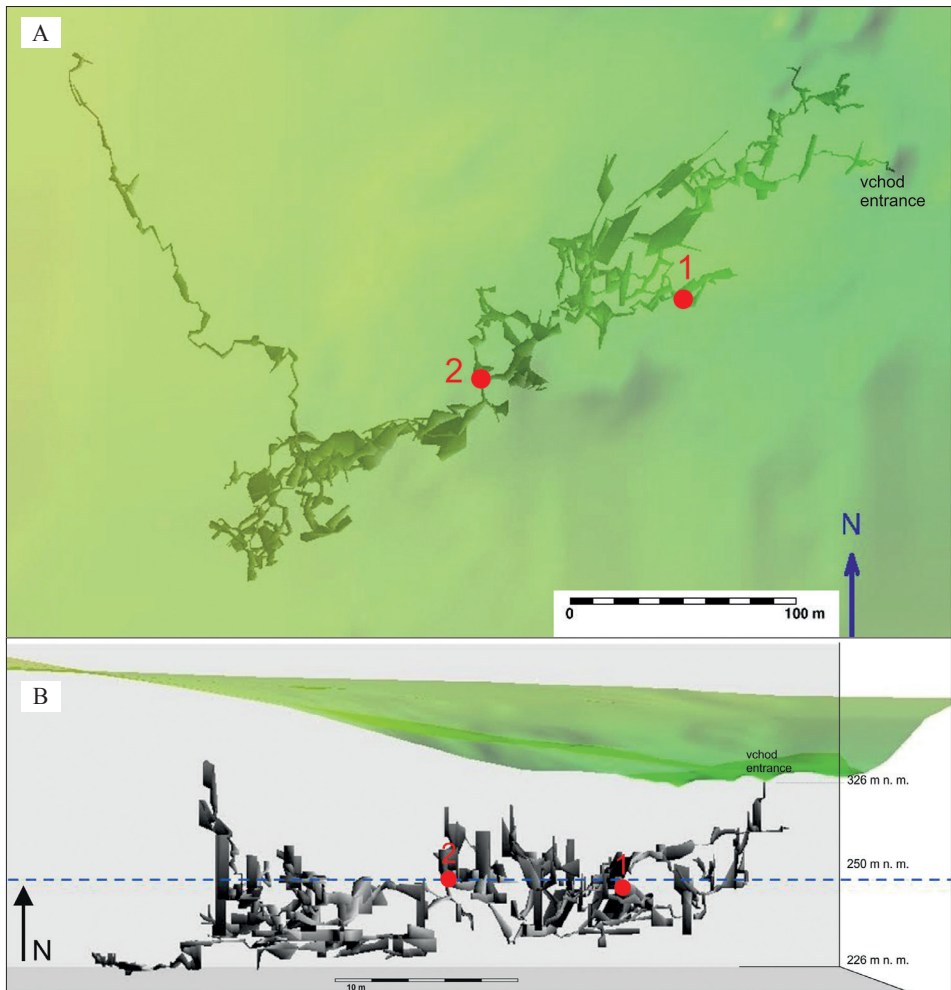 A
vchod
entrance
1
2
N
0
100 m
B
vchod
entrance
326 m n. m.
2
1
250 m n. m.
N
226 m n. m.
10 m